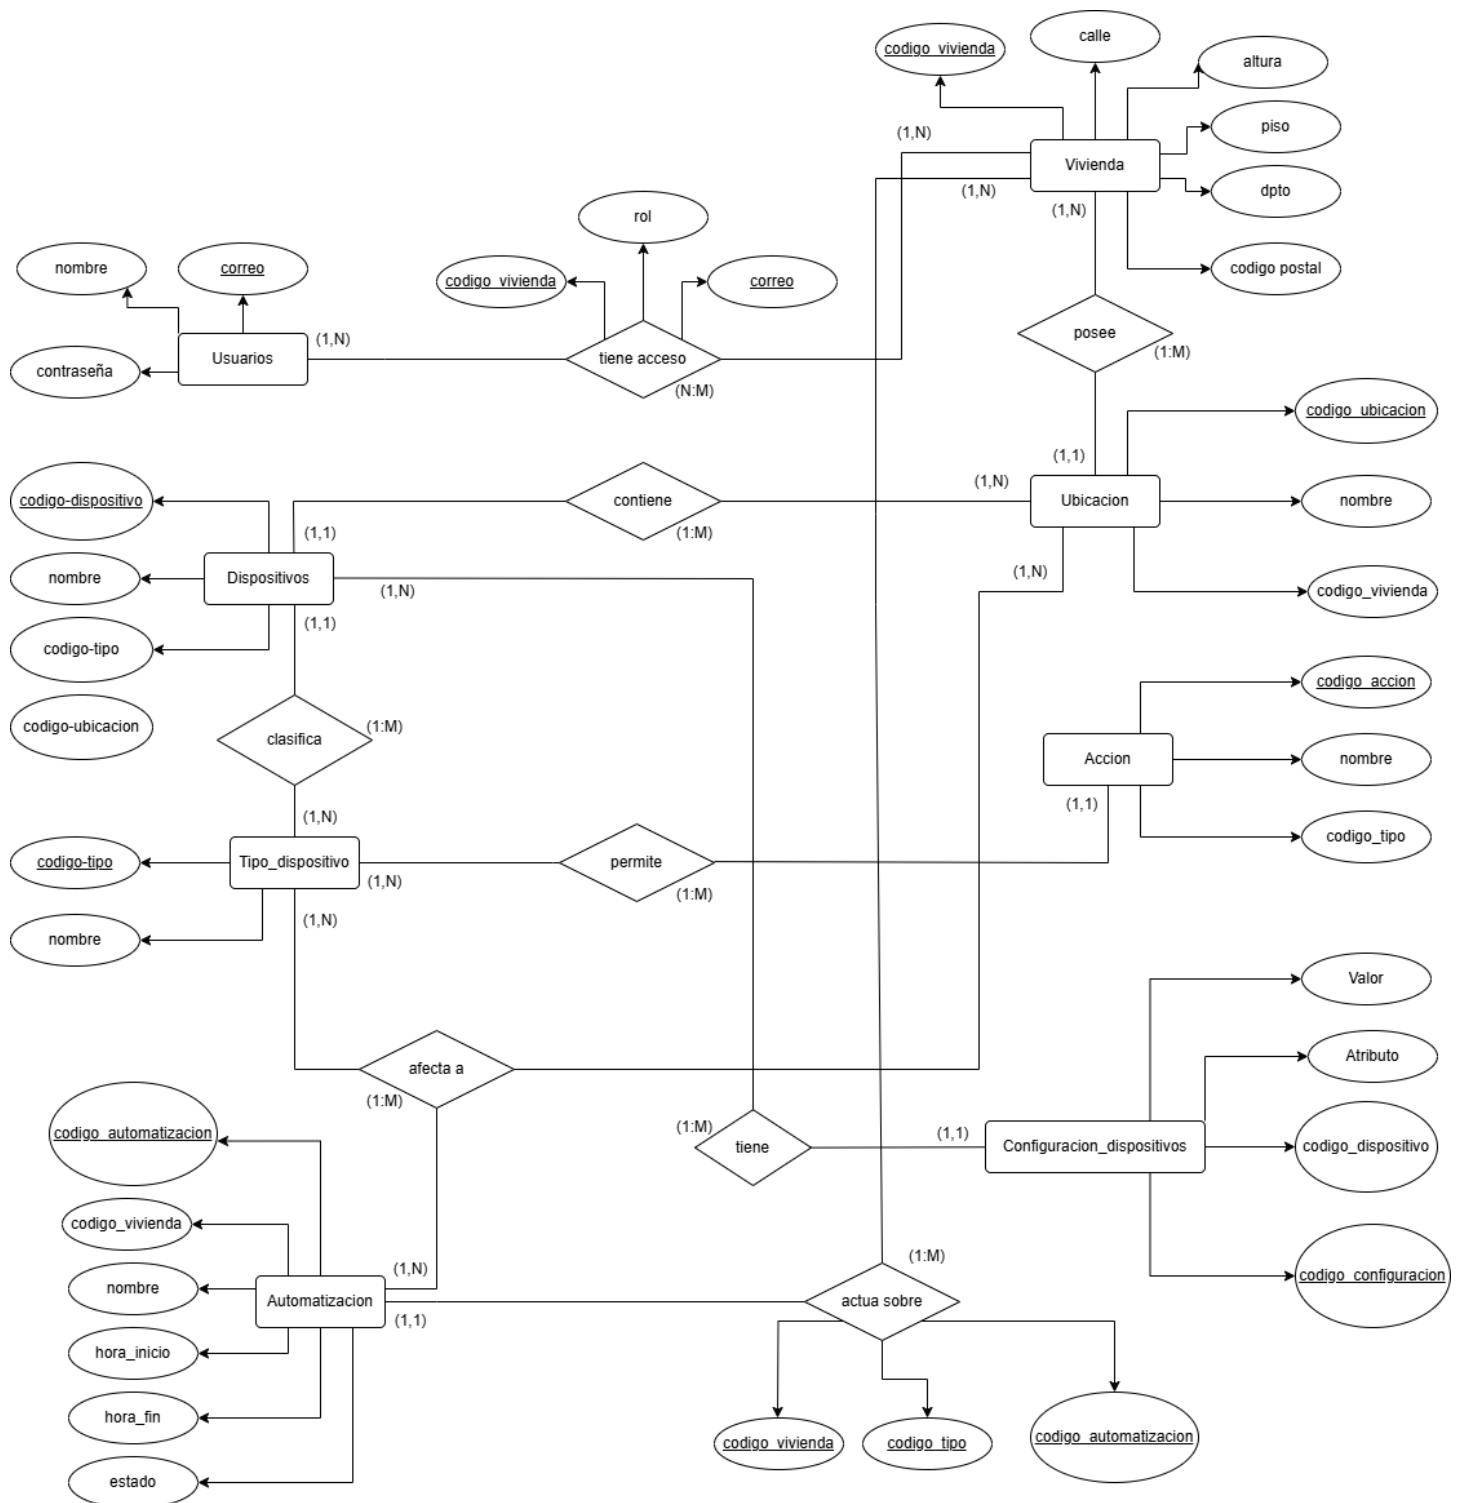 calle
codigo_vivienda
altura
(1,N)
piso
Vivienda
(1,N)
dpto
(1,N)
rol
nombre
correo
codigo_vivienda
correo
codigo postal
(1,N)
posee
Usuarios
tiene acceso
(1:M)
contraseña
(N:M)
codigo_ubicacion
(1,1)
(1,N)
codigo-dispositivo
contiene
Ubicacion
nombre
(1,1)
(1:M)
(1,N)
nombre
Dispositivos
(1,N)
codigo_vivienda
(1,1)
codigo-tipo
codigo_accion
codigo-ubicacion
(1:M)
clasifica
Accion
nombre
(1,1)
(1,N)
codigo_tipo
codigo-tipo
Tipo_dispositivo
permite
(1,N)
(1:M)
(1,N)
nombre
Valor
afecta a
Atributo
(1:M)
codigo_automatizacion
(1:M)
(1,1)
tiene
Configuracion_dispositivos
codigo_dispositivo
codigo_vivienda
(1:M)
(1,N)
nombre
codigo_configuracion
Automatizacion
actua sobre
(1,1)
hora_inicio
hora_fin
codigo_vivienda
codigo_tipo
codigo_automatizacion
estado